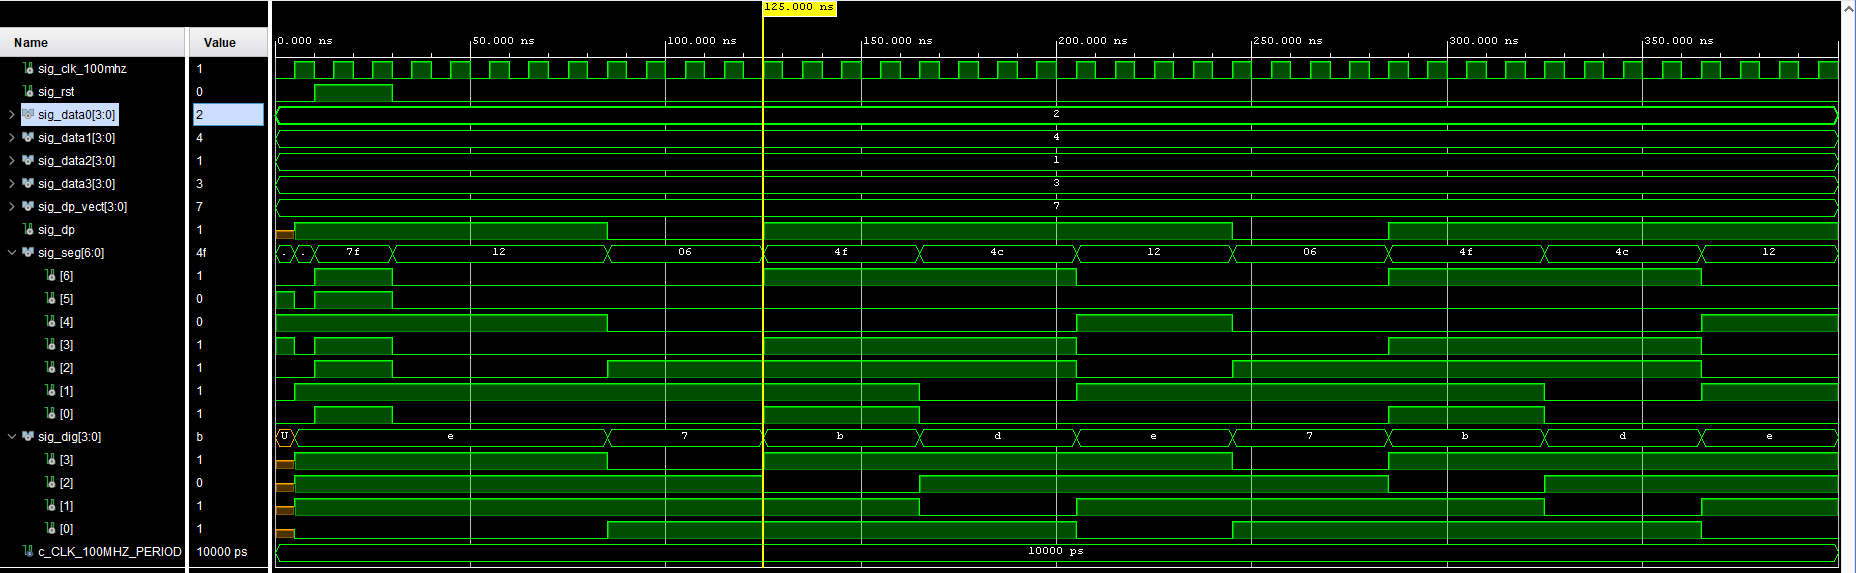 125.000 ns
Name Value
0.000 ns 50.000 ns 100.000 ns 150.000 ns 200.000 ns 250.000 ns 300.000 ns 350.000 ns
sig_clk_100mhz 1
sig_rst 0
sig_data0[3:0] 2 2
sig_data1[3:0] 4 4
sig_data2[3:0] 1 1
sig_data3[3:0] 3 3
sig_dp_vect[3:0] 7 7
sig_dp 1
sig_seg[6:0] 4f . . 7f 12 06 4f 4c 12 06 4f 4c 12
[6] 1
[5] 0
[4] 0
[3] 1
[2] 1
[1] 1
[0] 1
sig_dig[3:0] b U e 7 b d e 7 b d e
[3] 1
[2] 0
[1] 1
[0] 1
c_CLK_100MHZ_PERIOD 10000 ps 10000 ps